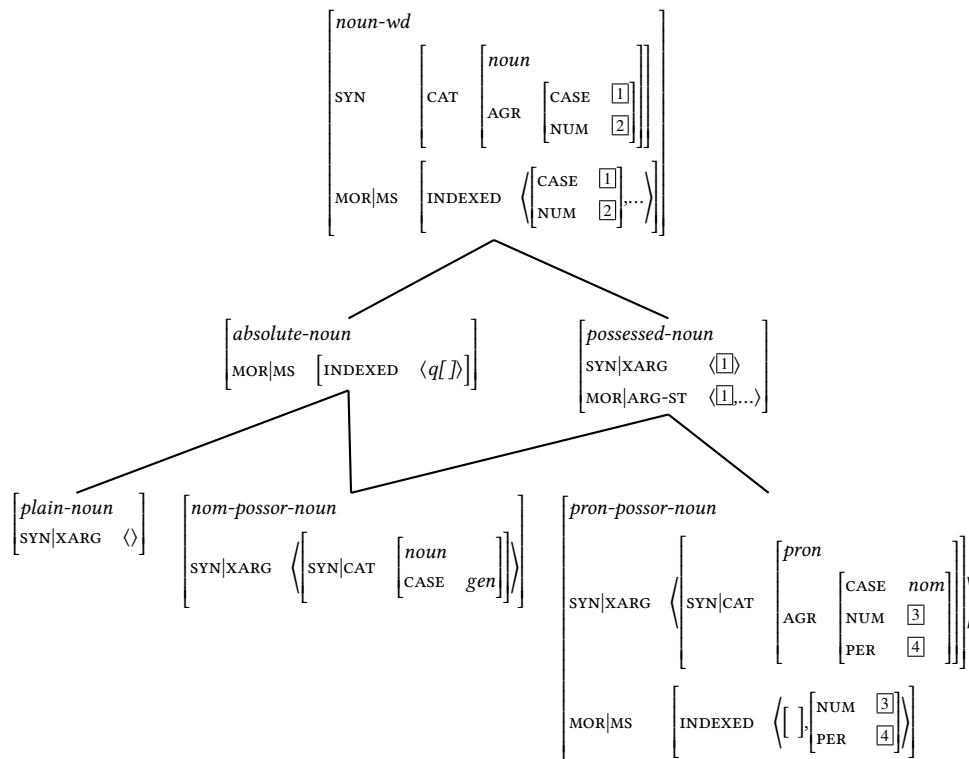 noun-wd
noun
SYN CAT AGR CASE 1
NUM 2
MOR|MS INDEXED ⟨ CASE 1 ,...⟩
NUM 2
absolute-noun
MOR|MS [INDEXED ⟨q[ ]⟩]
possessed-noun
SYN|XARG ⟨1⟩
MOR|ARG-ST ⟨1,...⟩
plain-noun
SYN|XARG ⟨⟩
nom-possor-noun
SYN|XARG ⟨ SYN|CAT noun
CASE gen ⟩
pron-possor-noun
pron
SYN|XARG ⟨ SYN|CAT AGR CASE nom
NUM 3
PER 4 ⟩
MOR|MS INDEXED ⟨[ ], NUM 3
PER 4 ⟩